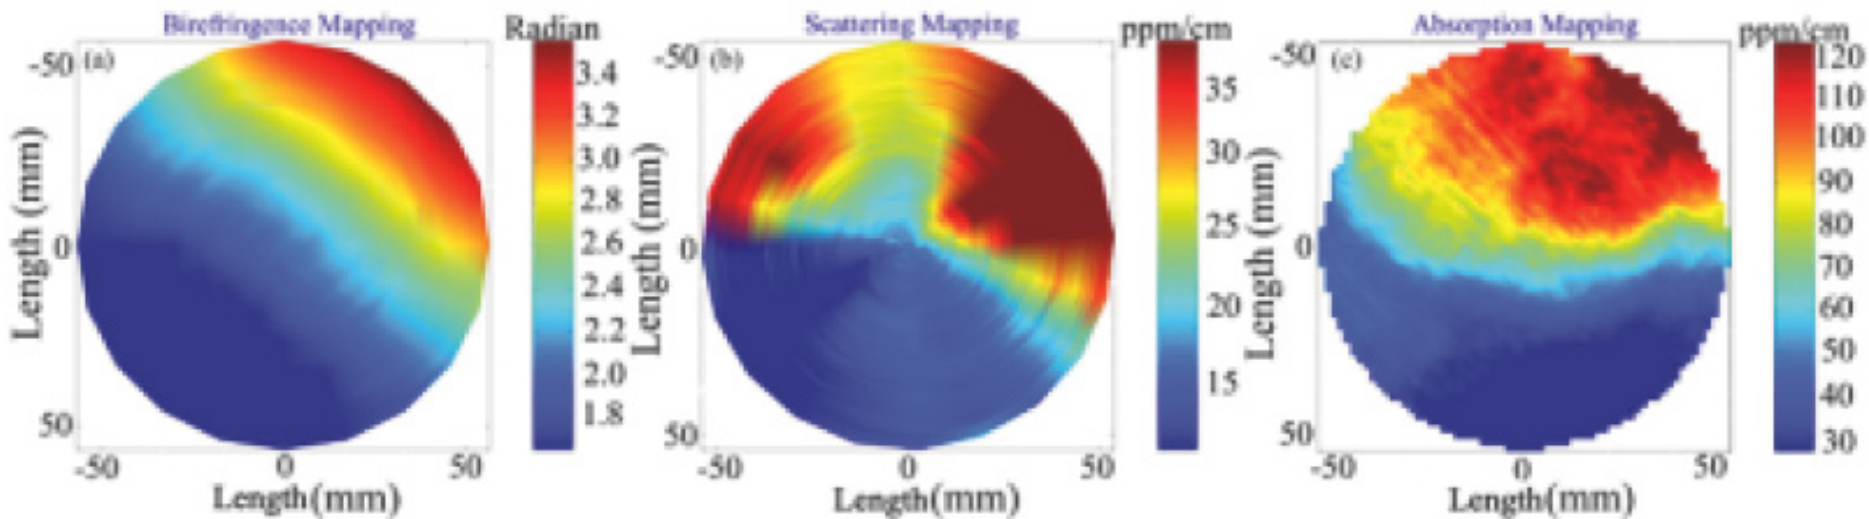 Birefringence Mapping
Radian
(a)
-50
0
50
Length (mm)
-50 0 50
Length(mm)
3.4
3.2
3.0
2.8
2.6
2.4
2.2
2.0
1.8
Scattering Mapping
ppm/cm
(b)
-50
0
50
Length (mm)
-50 0 50
Length(mm)
35
30
25
20
15
Absorption Mapping
ppm/cm
(c)
-50
0
50
Length (mm)
-50 0 50
Length(mm)
120
110
100
90
80
70
60
50
40
30